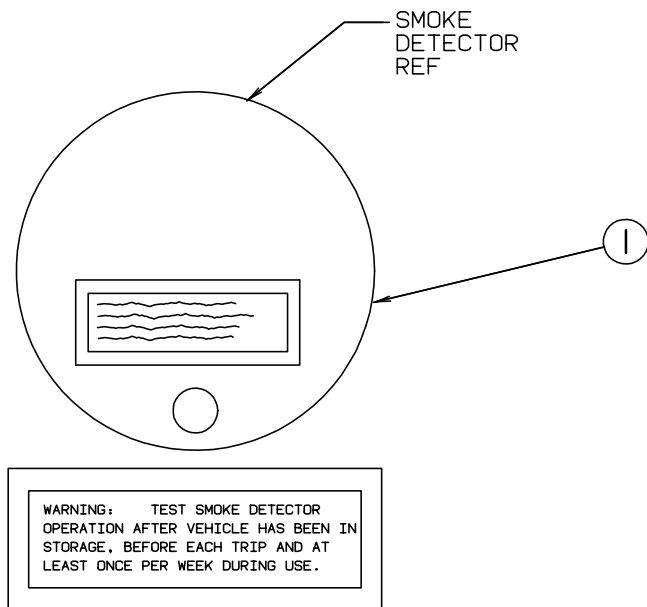 SMOKE
DETECTOR
REF
1
WARNING: TEST SMOKE DETECTOR
OPERATION AFTER VEHICLE HAS BEEN IN
STORAGE, BEFORE EACH TRIP AND AT
LEAST ONCE PER WEEK DURING USE.